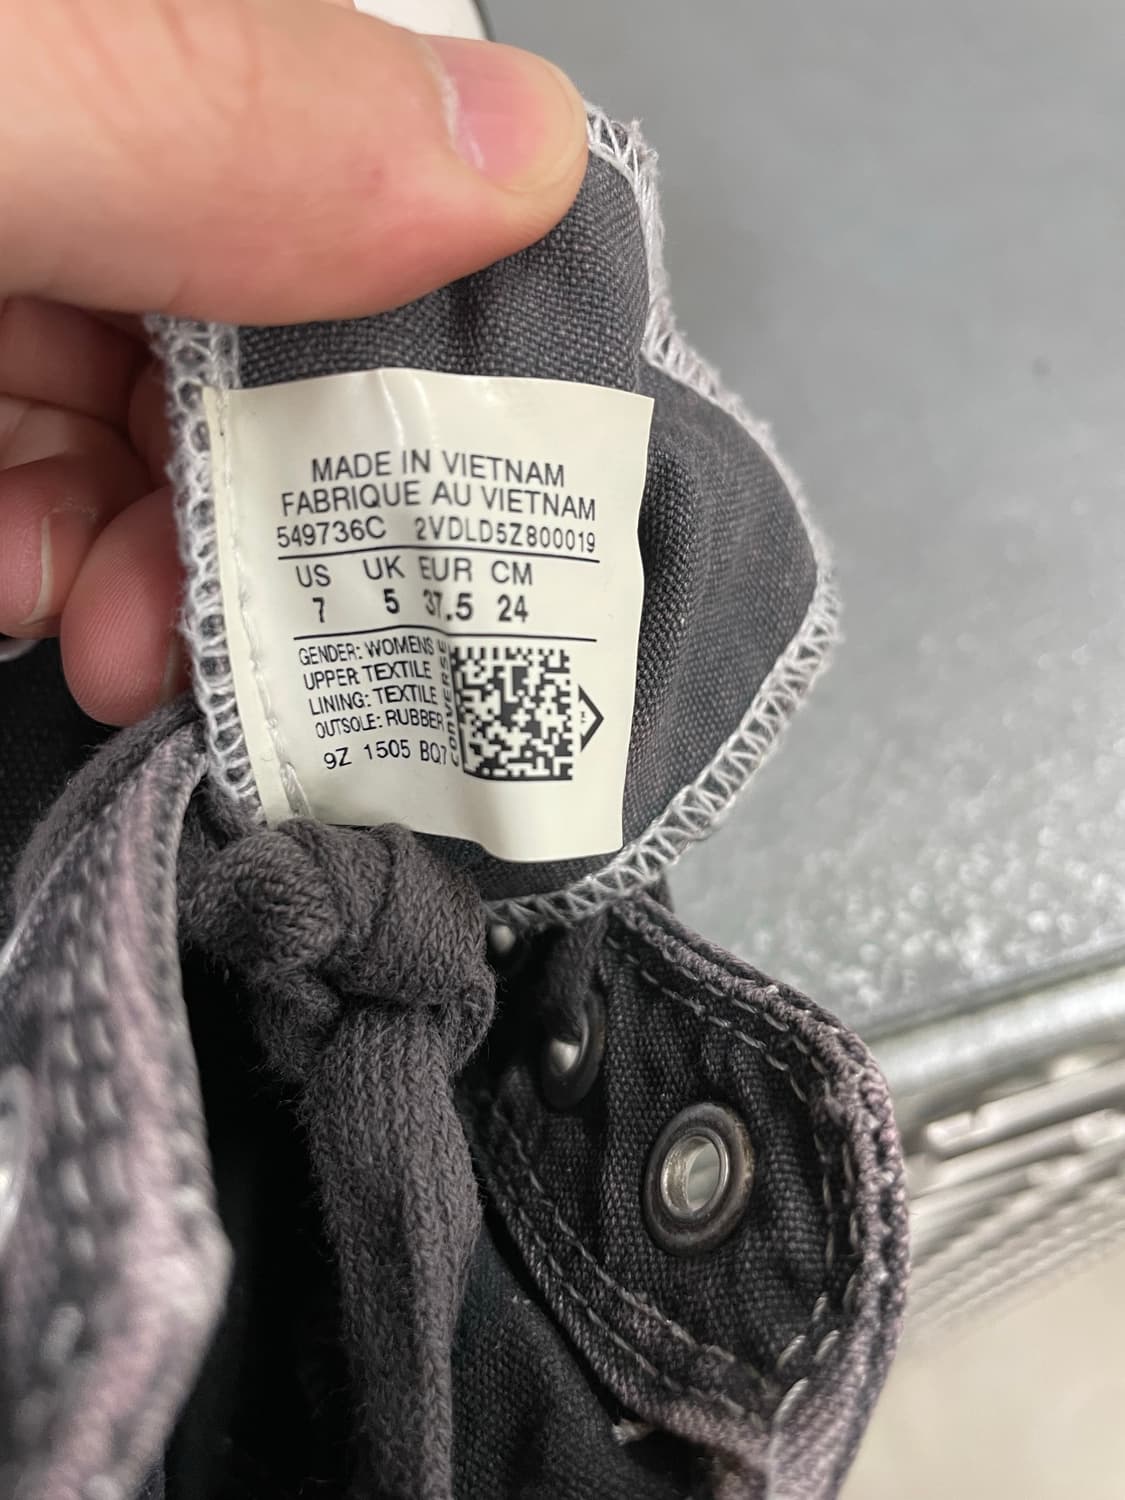 MADE IN VIETNAM
FABRIQUE AU VIETNAM
549736C 2VDLD5Z800019
US UK EUR CM
7 5 37.5 24
GENDER: WOMENS
UPPER: TEXTILE
LINING: TEXTILE
OUTSOLE: RUBBER
9Z 1505 BQ7
CONVERSE